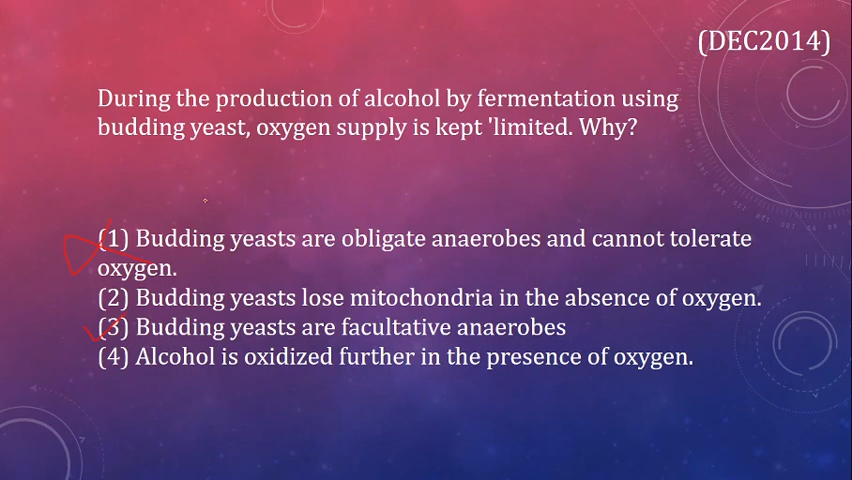 (DEC2014)
During the production of alcohol by fermentation using
budding yeast, oxygen supply is kept 'limited. Why?
(1) Budding yeasts are obligate anaerobes and cannot tolerate
oxygen.
(2) Budding yeasts lose mitochondria in the absence of oxygen.
(3) Budding yeasts are facultative anaerobes
(4) Alcohol is oxidized further in the presence of oxygen.